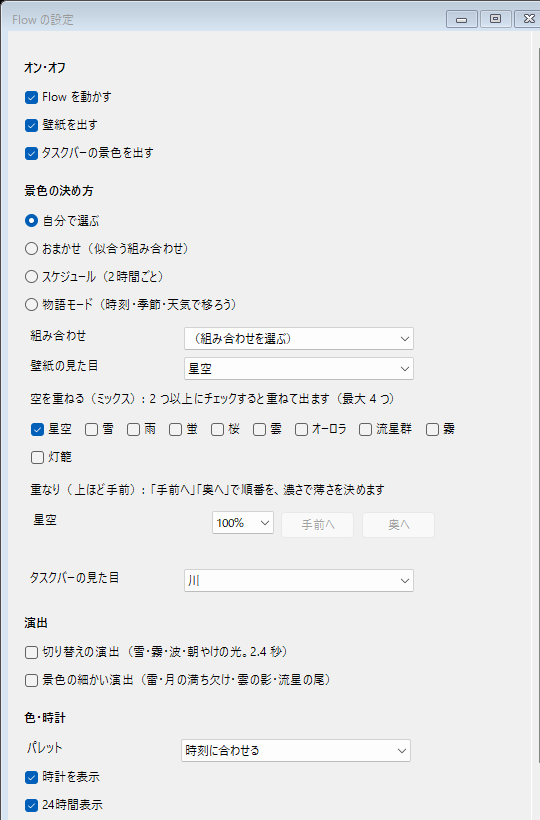 Flow の設定
オン・オフ
Flow を動かす
壁紙を出す
タスクバーの景色を出す
景色の決め方
自分で選ぶ
おまかせ（似合う組み合わせ）
スケジュール（2時間ごと）
物語モード（時刻・季節・天気で移ろう）
組み合わせ （組み合わせを選ぶ）
壁紙の見た目 星空
空を重ねる（ミックス）: 2 つ以上にチェックすると重ねて出ます（最大 4 つ）
星空 雪 雨 蛍 桜 雲 オーロラ 流星群 霧
灯籠
重なり（上ほど手前）: 「手前へ」「奥へ」で順番を、濃さで薄さを決めます
星空 100% 手前へ 奥へ
タスクバーの見た目 川
演出
切り替えの演出（雪・霧・波・朝やけの光。2.4 秒）
景色の細かい演出（雷・月の満ち欠け・雲の影・流星の尾）
色・時計
パレット 時刻に合わせる
時計を表示
24時間表示